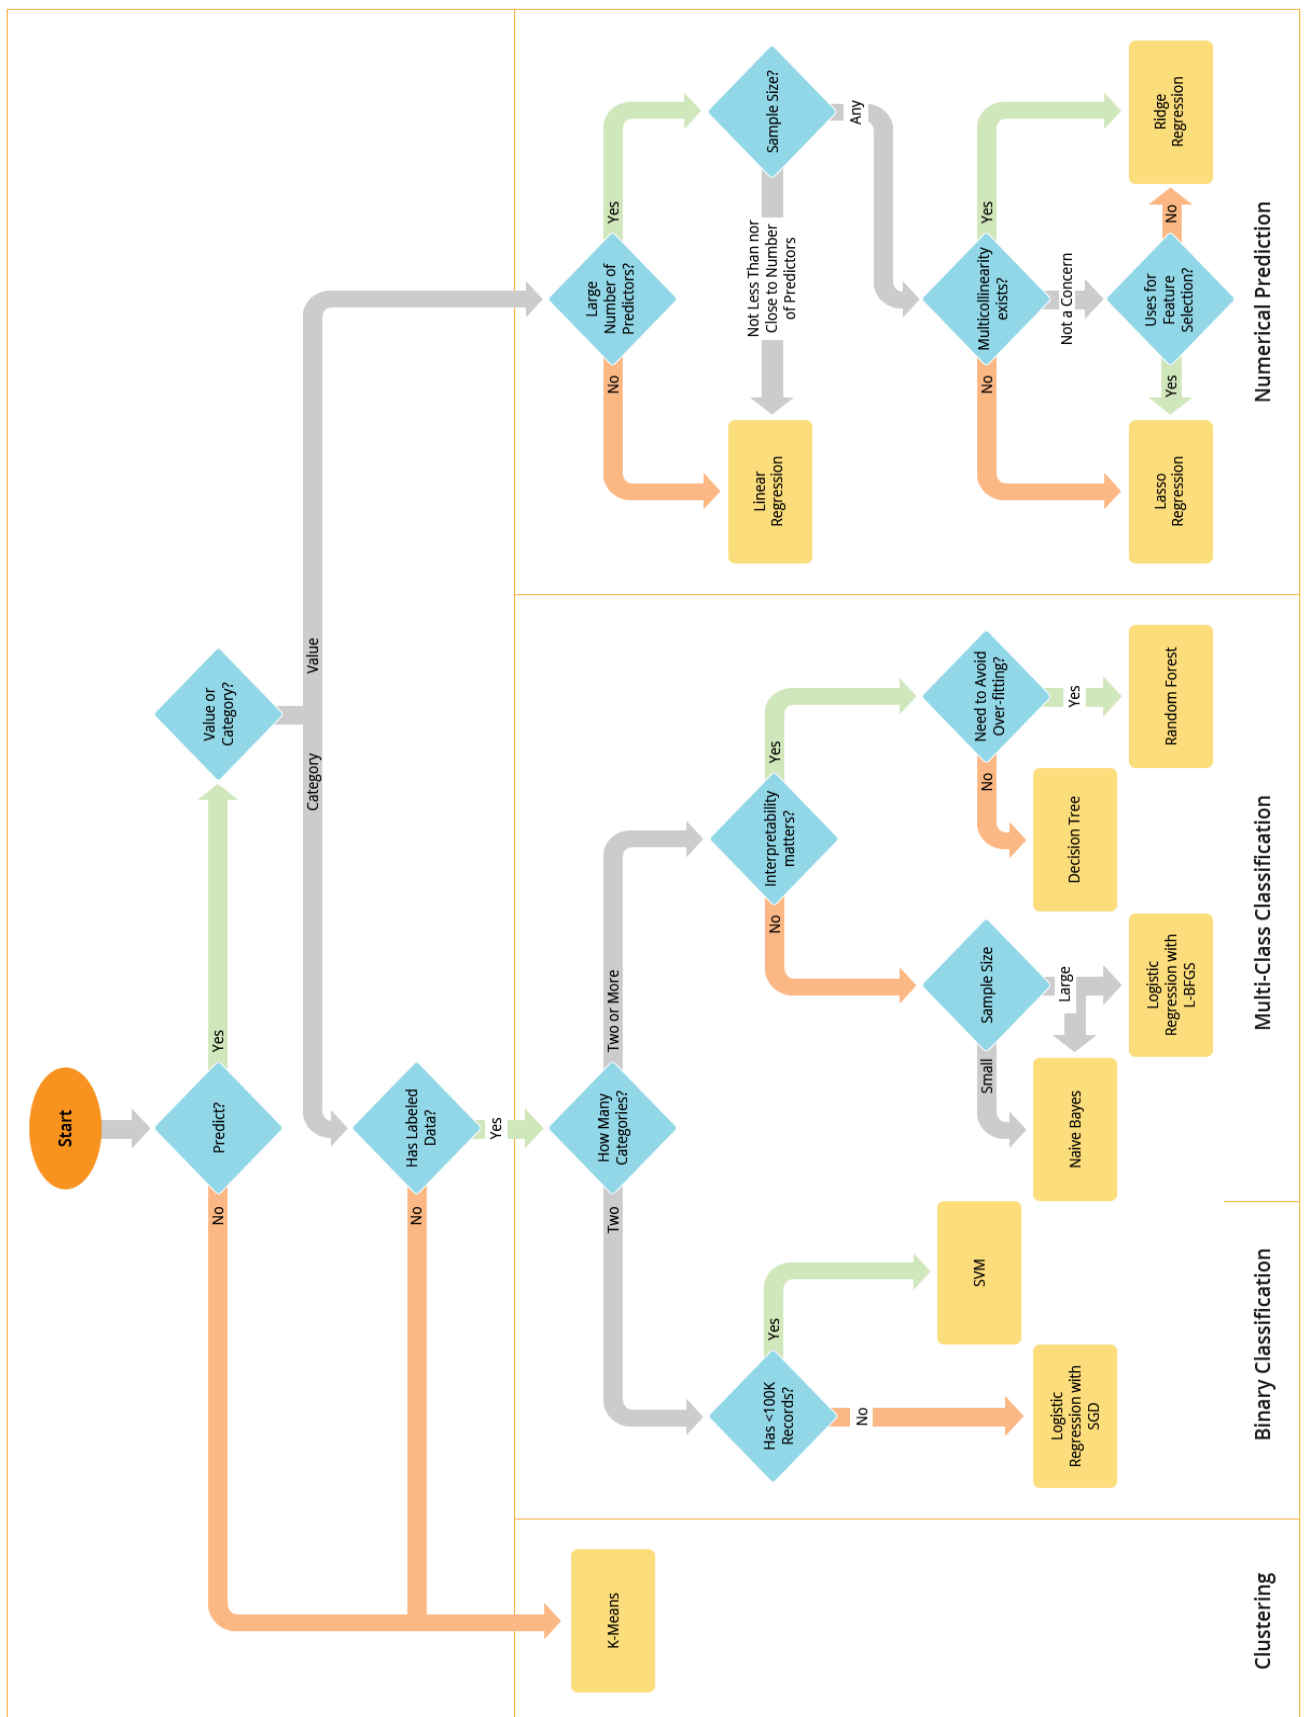 Start
Predict?
No
Yes
Value or
Category?
Category
Value
Has Labeled
Data?
No
Yes
K-Means
Clustering
How Many
Categories?
Two
Two or More
Has <100K
Records?
Yes
No
SVM
Logistic
Regression with
SGD
Binary Classification
Interpretability
matters?
No
Yes
Sample Size
Small
Large
Naive Bayes
Logistic
Regression with
L-BFGS
Need to Avoid
Over-fitting?
No
Yes
Decision Tree
Random Forest
Multi-Class Classification
Large
Number of
Predictors?
No
Yes
Sample Size?
Not Less Than nor
Close to Number
of Predictors
Any
Linear
Regression
Multicollinearity
exists?
No
Yes
Not a Concern
Uses for
Feature
Selection?
Yes
No
Lasso
Regression
Ridge
Regression
Numerical Prediction